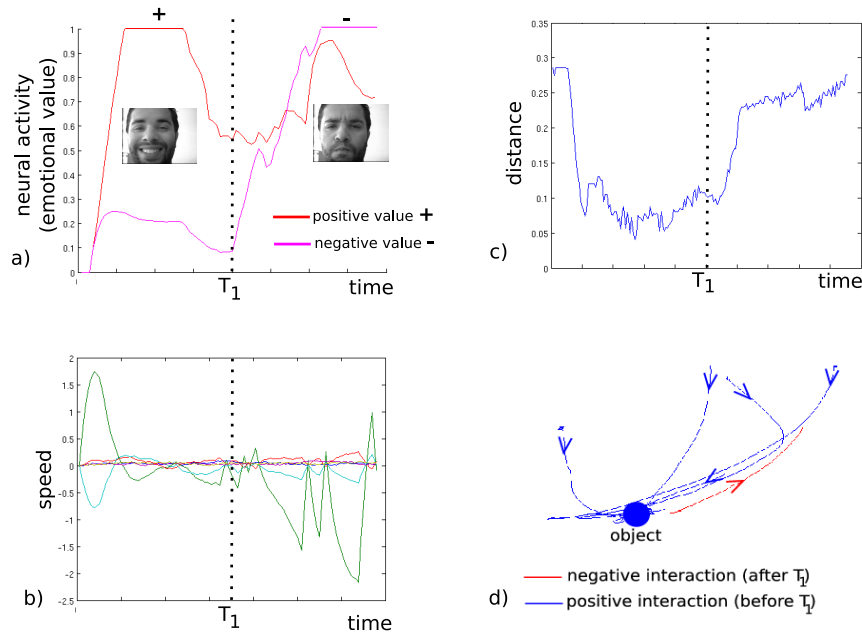 + -
1
0.9
0.8
0.7
0.6
0.5
0.4
0.3
0.2
0.1
0
neural activity
(emotional value)
positive value +
negative value -
a)
T1
time
0.35
0.3
0.25
0.2
0.15
0.1
0.05
0
distance
c)
T1
time
2
1.5
1
0.5
0
-0.5
-1
-1.5
-2
-2.5
speed
b)
T1
time
object
negative interaction (after T1)
d)
positive interaction (before T1)